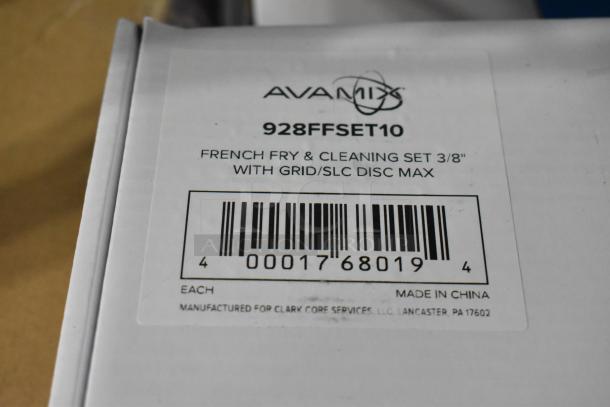 AVAMIX
928FFSET10
FRENCH FRY & CLEANING SET 3/8"
WITH GRID/SLC DISC MAX
4 00017 68019 4
EACH MADE IN CHINA
MANUFACTURED FOR CLARK CORE SERVICES, LLC, LANCASTER, PA 17602